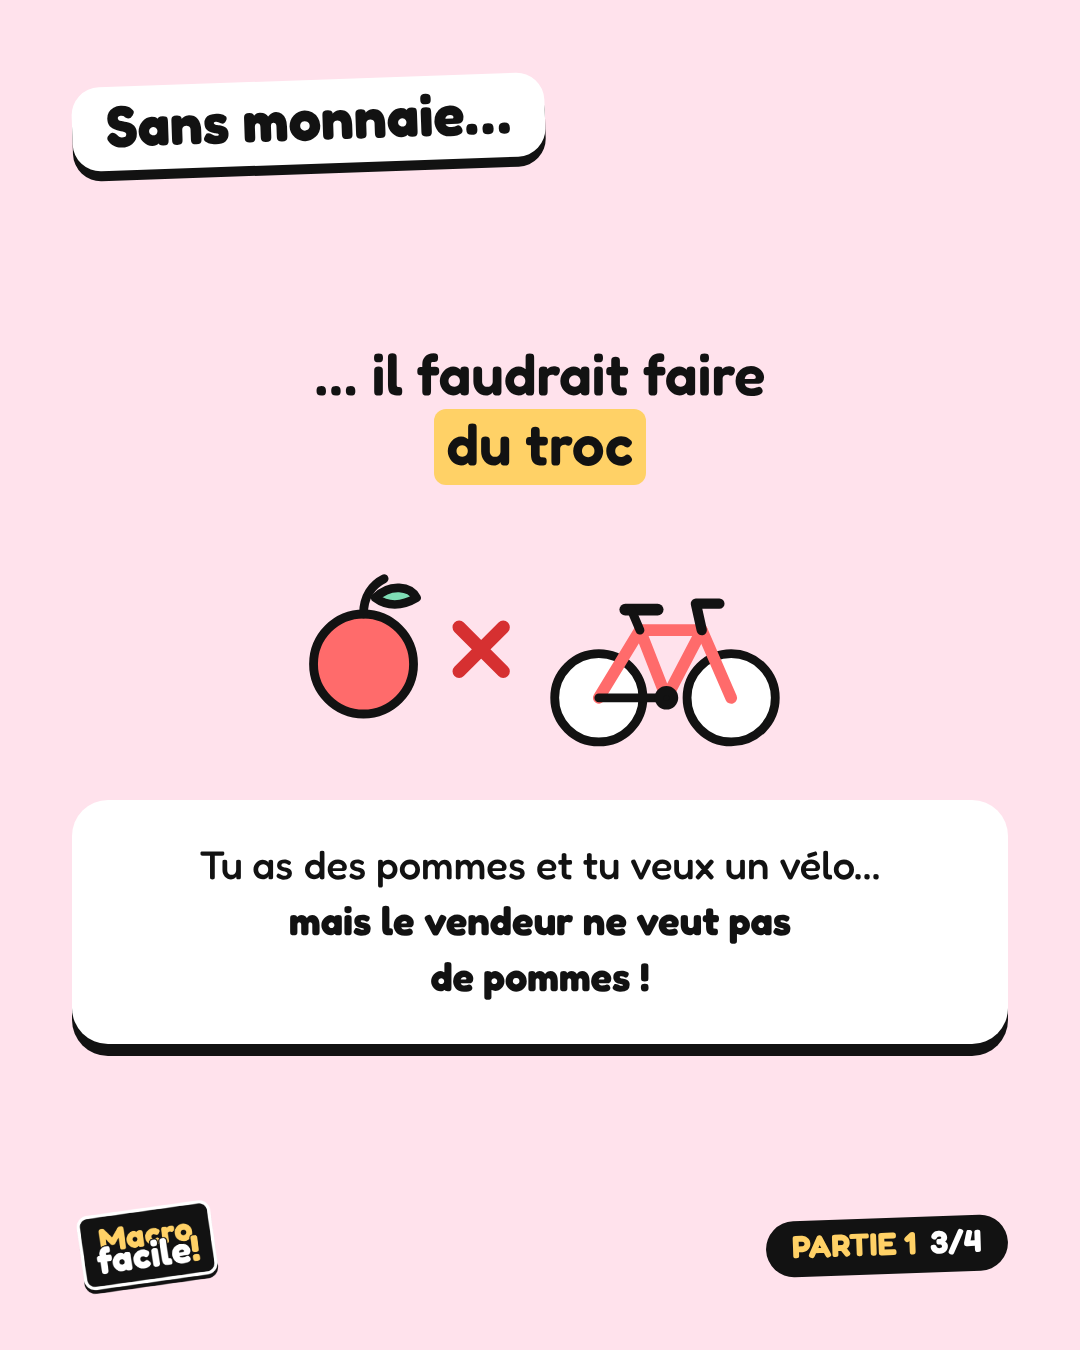 Sans monnaie...
... il faudrait faire
du troc
Tu as des pommes et tu veux un vélo...
mais le vendeur ne veut pas
de pommes !
Macro
facile!
PARTIE 1 3/4